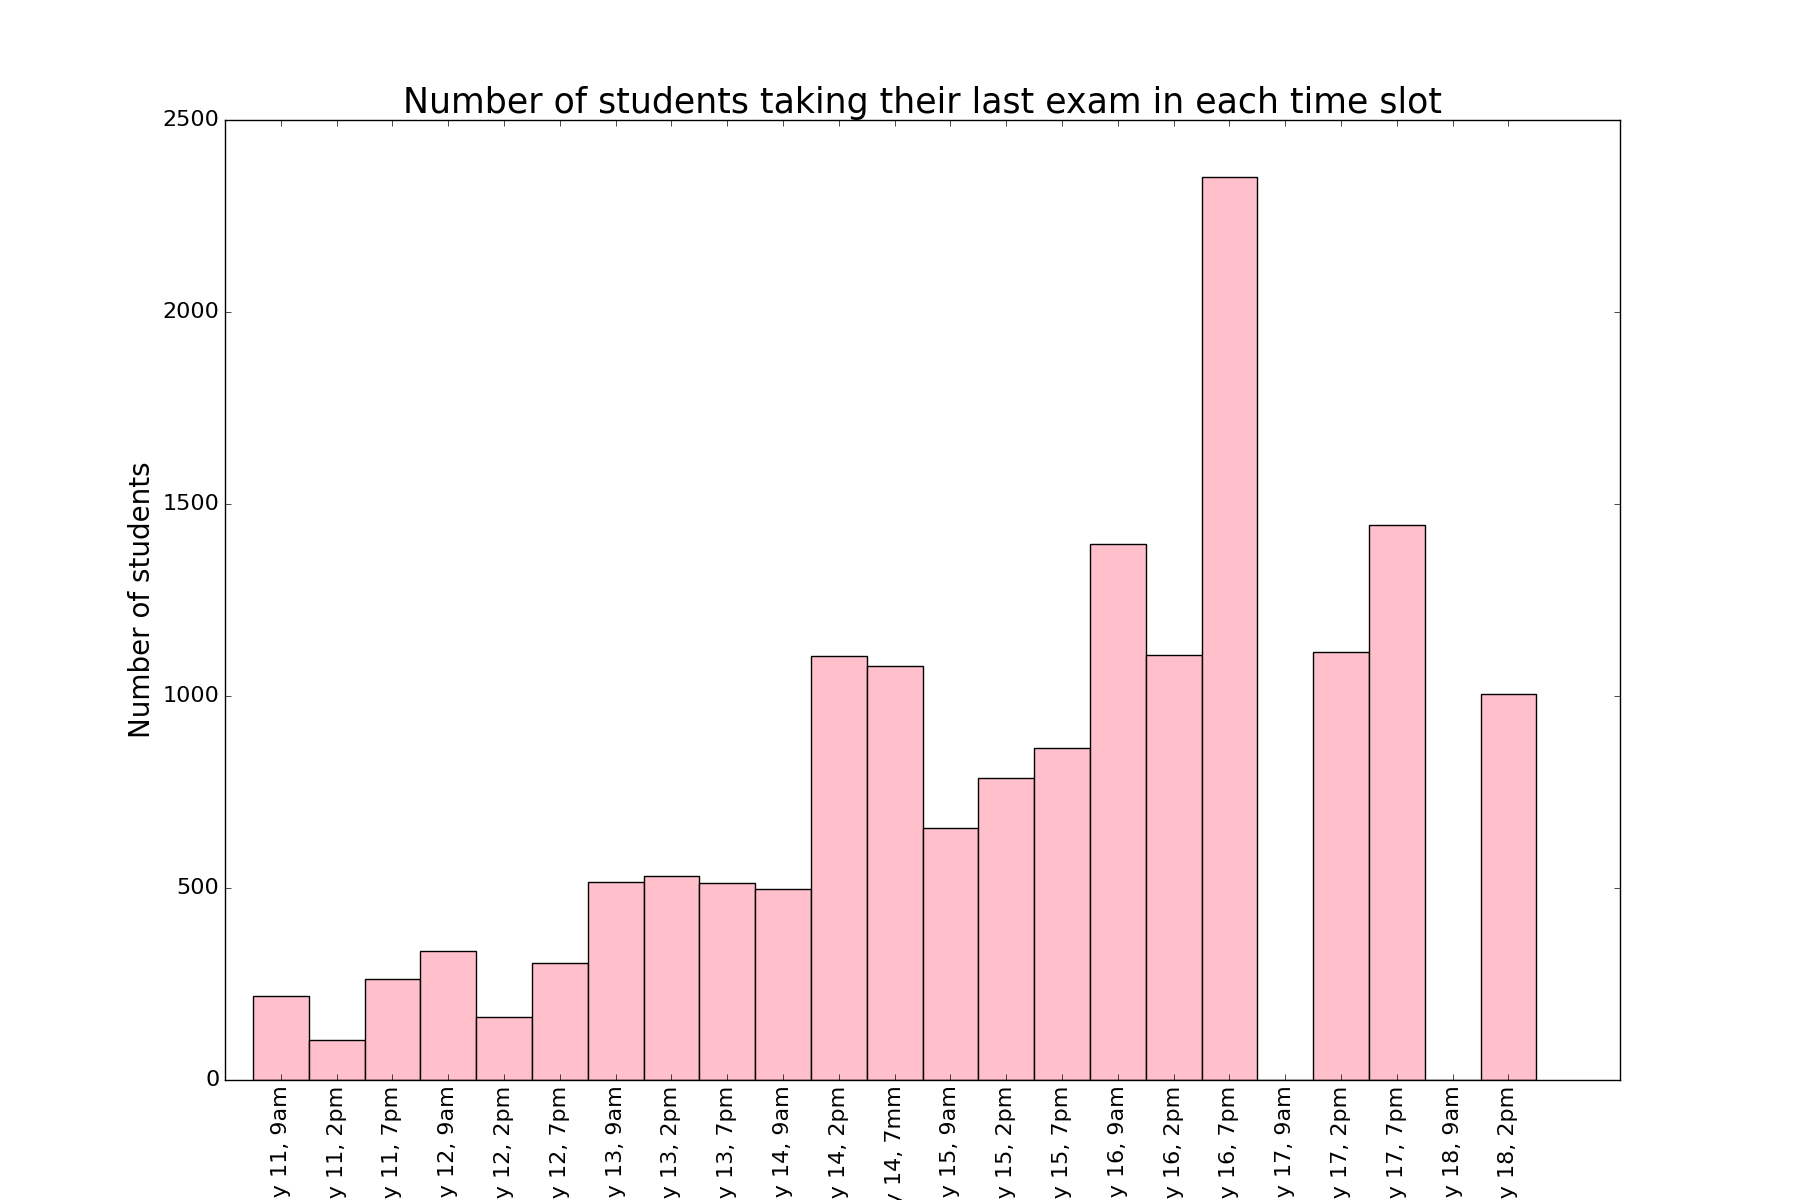 Number of students taking their last exam in each time slot
Number of students
2500
2000
1500
1000
500
0
y 11, 9am
y 11, 2pm
y 11, 7pm
y 12, 9am
y 12, 2pm
y 12, 7pm
y 13, 9am
y 13, 2pm
y 13, 7pm
y 14, 9am
y 14, 2pm
y 14, 7mm
y 15, 9am
y 15, 2pm
y 15, 7pm
y 16, 9am
y 16, 2pm
y 16, 7pm
y 17, 9am
y 17, 2pm
y 17, 7pm
y 18, 9am
y 18, 2pm